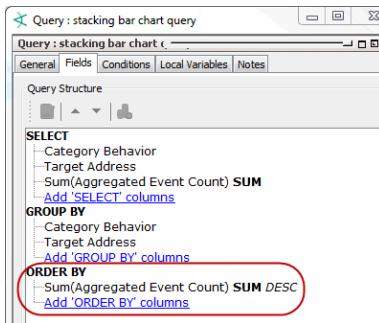 Query : stacking bar chart query
Query : stacking bar chart
General Fields Conditions Local Variables Notes
Query Structure
SELECT
Category Behavior
Target Address
Sum(Aggregated Event Count) SUM
Add 'SELECT' columns
GROUP BY
Category Behavior
Target Address
Add 'GROUP BY' columns
ORDER BY
Sum(Aggregated Event Count) SUM DESC
Add 'ORDER BY' columns